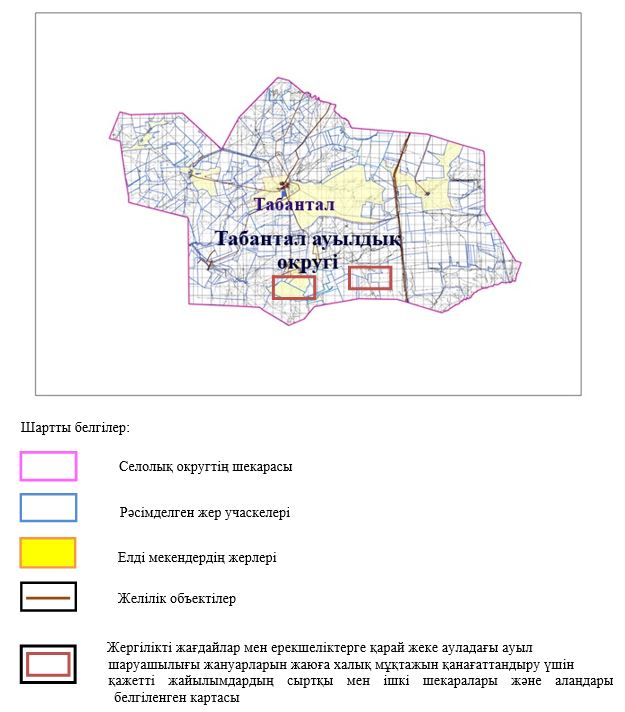 Табантал
Табантал ауылдық
округі
Шартты белгілер:
Селолық округтің шекарасы
Рәсімделген жер учаскелері
Елді мекендердің жерлері
Желілік объектілер
Жергілікті жағдайлар мен ерекшеліктерге қарай жеке ауладағы ауыл
шаруашылығы жануарларын жаюға халық мұқтажын қанағаттандыру үшін
қажетті жайылымдардың сыртқы мен ішкі шекаралары және алаңдары
белгіленген картасы